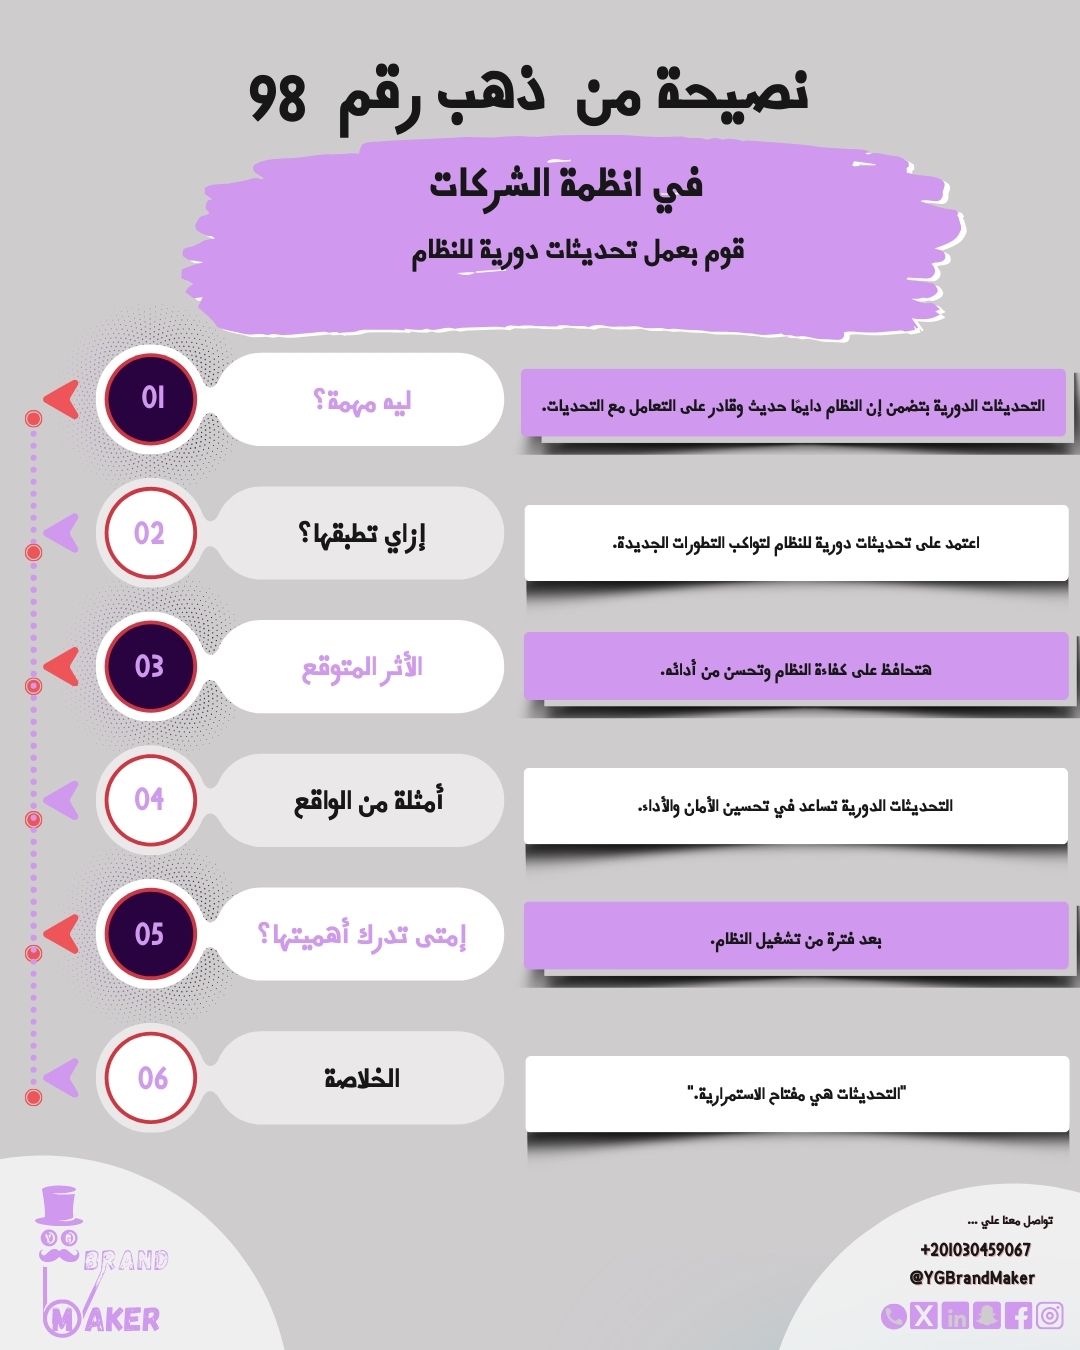 نصيحة من ذهب رقم 98
في انظمة الشركات
قوم بعمل تحديثات دورية للنظام
01
ليه مهمة؟
التحديثات الدورية بتضمن إن النظام دايمًا حديث وقادر على التعامل مع التحديات.
02
إزاي تطبقها؟
اعتمد على تحديثات دورية للنظام لتواكب التطورات الجديدة.
03
الأثر المتوقع
هتحافظ على كفاءة النظام وتحسن من أدائه.
04
أمثلة من الواقع
التحديثات الدورية تساعد في تحسين الأمان والأداء.
05
إمتى تدرك أهميتها؟
بعد فترة من تشغيل النظام.
06
الخلاصة
"التحديثات هي مفتاح الاستمرارية."
BRAND
MAKER
تواصل معنا علي ...
+201030459067
@YGBrandMaker